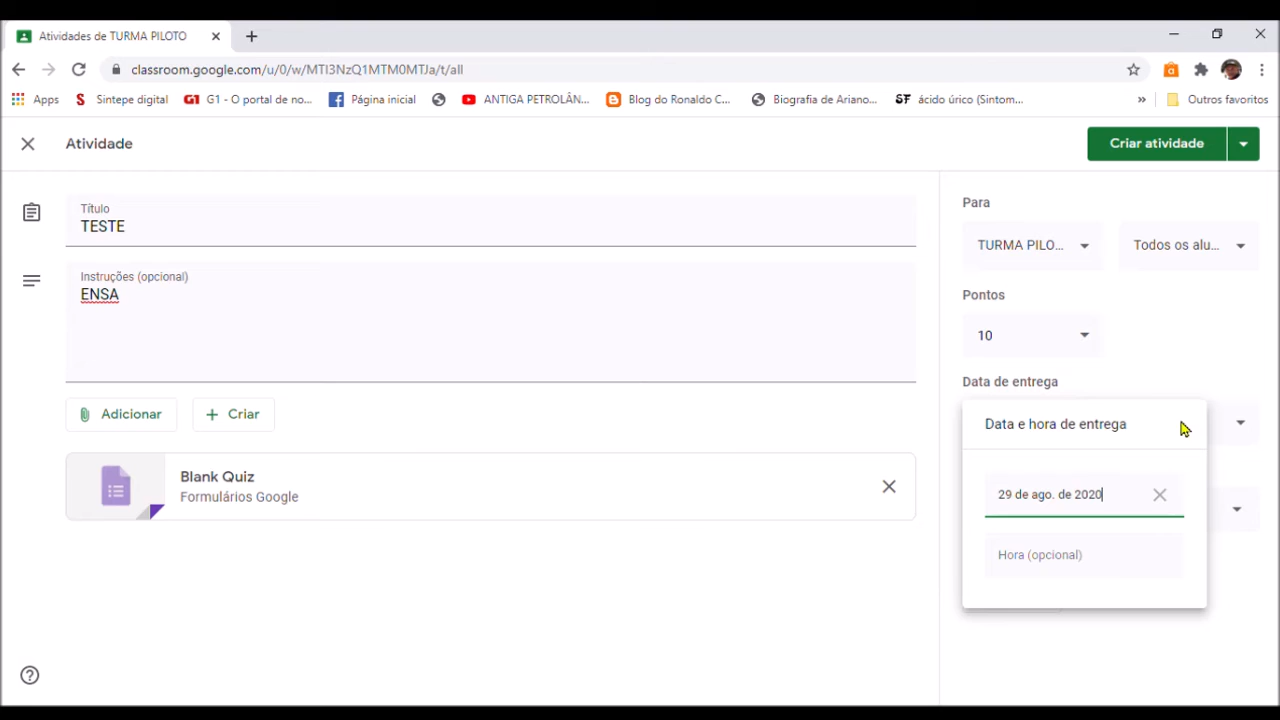 Atividades de TURMA PILOTO
classroom.google.com/u/0/w/MTI3NzQ1MTM0MTJa/t/all
Apps S Sintepe digital G1 G1 - O portal de no... Página inicial ANTIGA PETROLÂN... Blog do Ronaldo C... Biografia de Ariano... SF ácido úrico (Sintom... » Outros favoritos
Atividade
Criar atividade
Título
TESTE
Instruções (opcional)
ENSA
Adicionar
Criar
Blank Quiz
Formulários Google
Para
TURMA PILO...
Todos os alu...
Pontos
10
Data de entrega
Data e hora de entrega
29 de ago. de 2020
Hora (opcional)